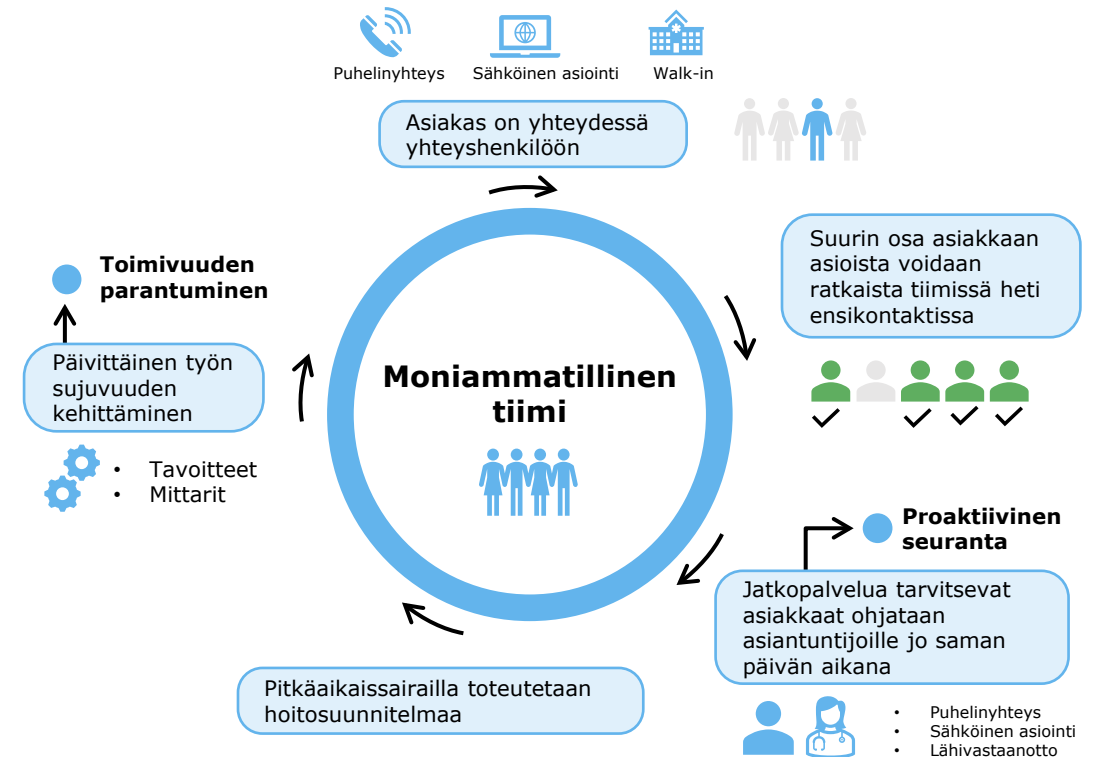 Puhelinyhteys
Sähköinen asiointi
Walk-in
Asiakas on yhteydessä
yhteyshenkilöön
Suurin osa asiakkaan
asioista voidaan
ratkaista tiimissä heti
ensikontaktissa
Toimivuuden
parantuminen
Päivittäinen työn
sujuvuuden
kehittäminen
• Tavoitteet
• Mittarit
Moniammatillinen
tiimi
Proaktiivinen
seuranta
Jatkopalvelua tarvitsevat
asiakkaat ohjataan
asiantuntijoille jo saman
päivän aikana
• Puhelinyhteys
• Sähköinen asiointi
• Lähivastaanotto
Pitkäaikaissairailla toteutetaan
hoitosuunnitelmaa